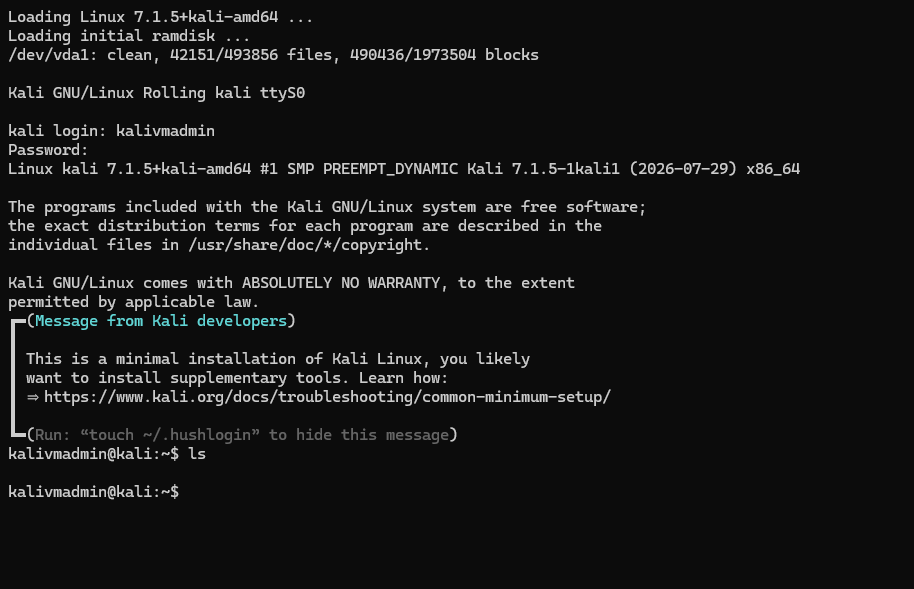 Loading Linux 7.1.5+kali-amd64 ...
Loading initial ramdisk ...
/dev/vda1: clean, 42151/493856 files, 490436/1973504 blocks
Kali GNU/Linux Rolling kali ttyS0
kali login: kalivmadmin
Password:
Linux kali 7.1.5+kali-amd64 #1 SMP PREEMPT_DYNAMIC Kali 7.1.5-1kali1 (2026-07-29) x86_64
The programs included with the Kali GNU/Linux system are free software;
the exact distribution terms for each program are described in the
individual files in /usr/share/doc/*/copyright.
Kali GNU/Linux comes with ABSOLUTELY NO WARRANTY, to the extent
permitted by applicable law.
┏━(Message from Kali developers)
┃ This is a minimal installation of Kali Linux, you likely
┃ want to install supplementary tools. Learn how:
┃ ⇒ https://www.kali.org/docs/troubleshooting/common-minimum-setup/
┗━(Run: “touch ~/.hushlogin” to hide this message)
kalivmadmin@kali:~$ ls
kalivmadmin@kali:~$